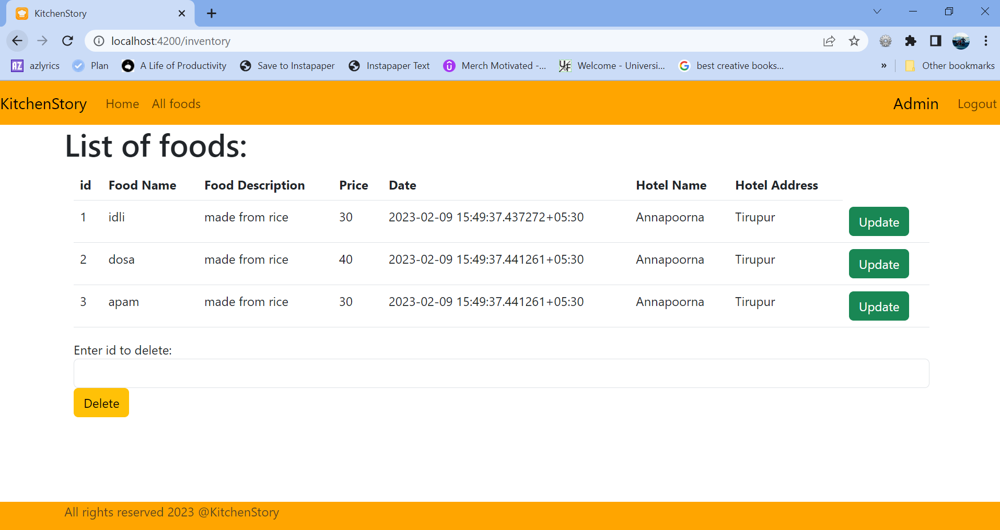 KitchenStory
localhost:4200/inventory
azlyrics Plan A Life of Productivity Save to Instapaper Instapaper Text Merch Motivated -... Welcome - Universi... best creative books... » Other bookmarks
KitchenStory Home All foods Admin Logout
List of foods:
id Food Name Food Description Price Date Hotel Name Hotel Address
1 idli made from rice 30 2023-02-09 15:49:37.437272+05:30 Annapoorna Tirupur Update
2 dosa made from rice 40 2023-02-09 15:49:37.441261+05:30 Annapoorna Tirupur Update
3 apam made from rice 30 2023-02-09 15:49:37.441261+05:30 Annapoorna Tirupur Update
Enter id to delete:
Delete
All rights reserved 2023 @KitchenStory